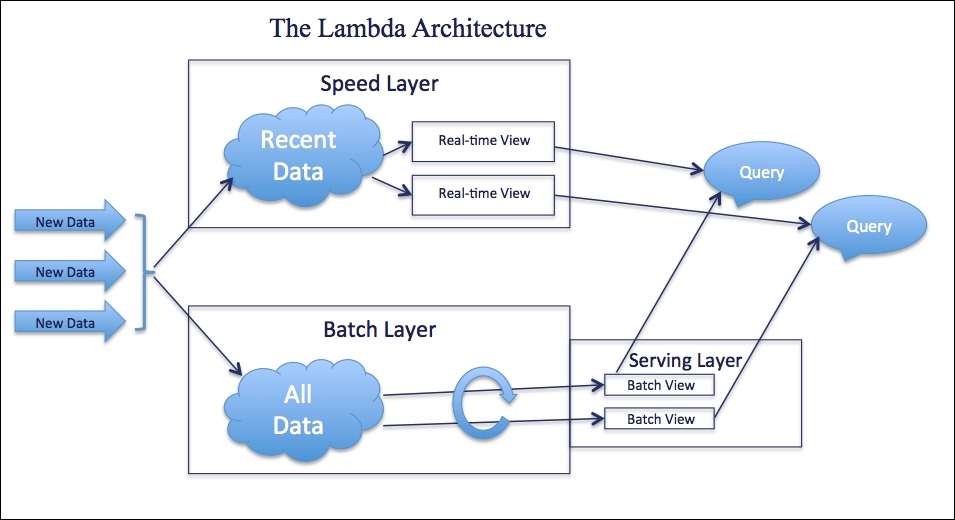 The Lambda Architecture
Speed Layer
Recent
Data
Real-time View
Real-time View
Query
Query
New Data
New Data
New Data
Batch Layer
All
Data
Serving Layer
Batch View
Batch View